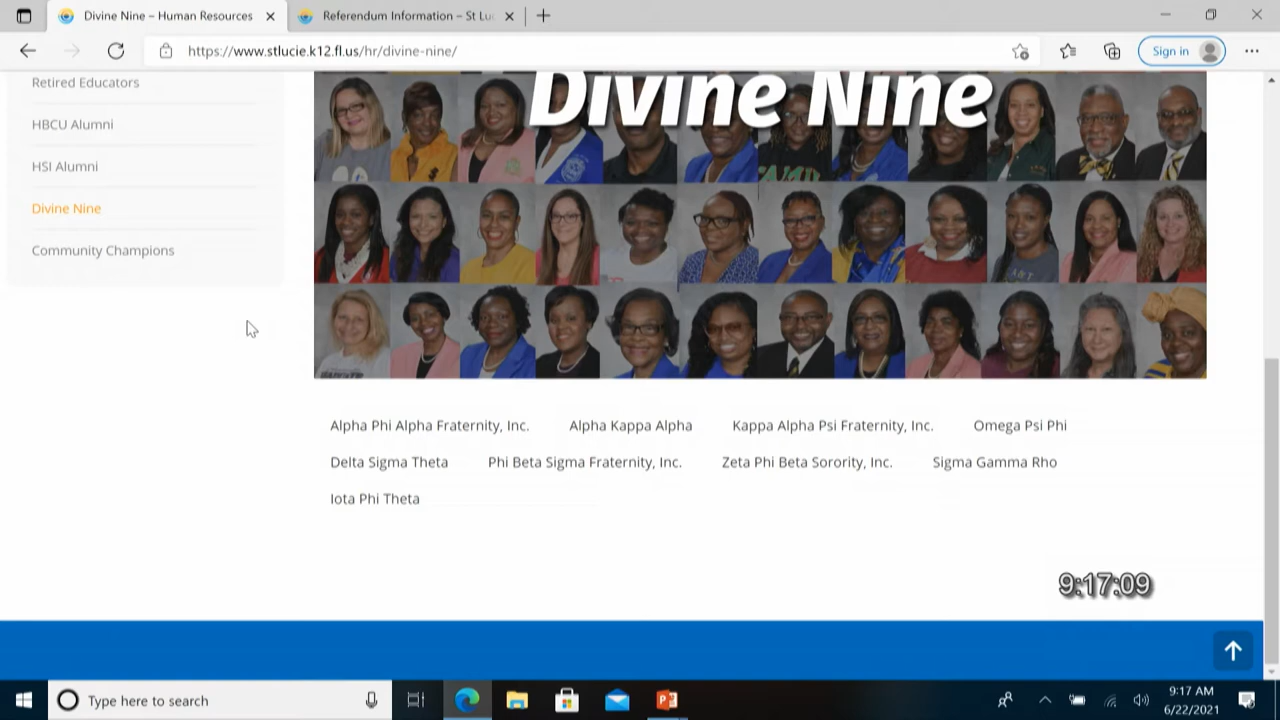 Divine Nine – Human Resources
Referendum Information – St Luc
https://www.stlucie.k12.fl.us/hr/divine-nine/
Sign in
Retired Educators
HBCU Alumni
HSI Alumni
Divine Nine
Community Champions
Divine Nine
FAMU
Alpha Phi Alpha Fraternity, Inc. Alpha Kappa Alpha Kappa Alpha Psi Fraternity, Inc. Omega Psi Phi
Delta Sigma Theta Phi Beta Sigma Fraternity, Inc. Zeta Phi Beta Sorority, Inc. Sigma Gamma Rho
Iota Phi Theta
9:17:09
Type here to search
9:17 AM
6/22/2021